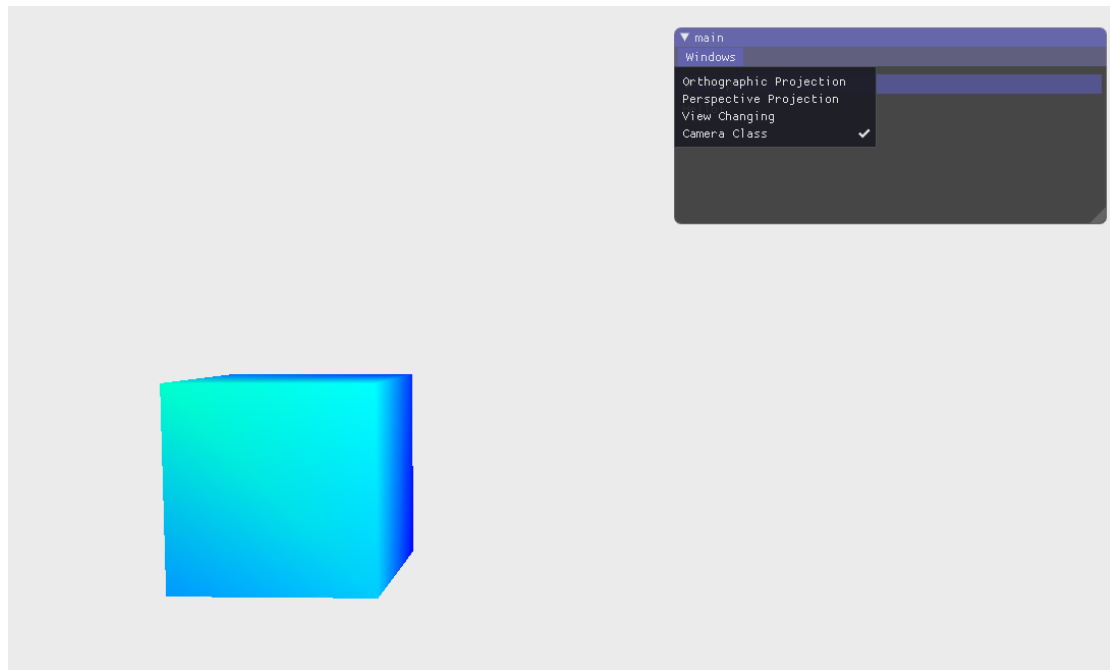 main
Windows
Orthographic Projection
Perspective Projection
View Changing
Camera Class